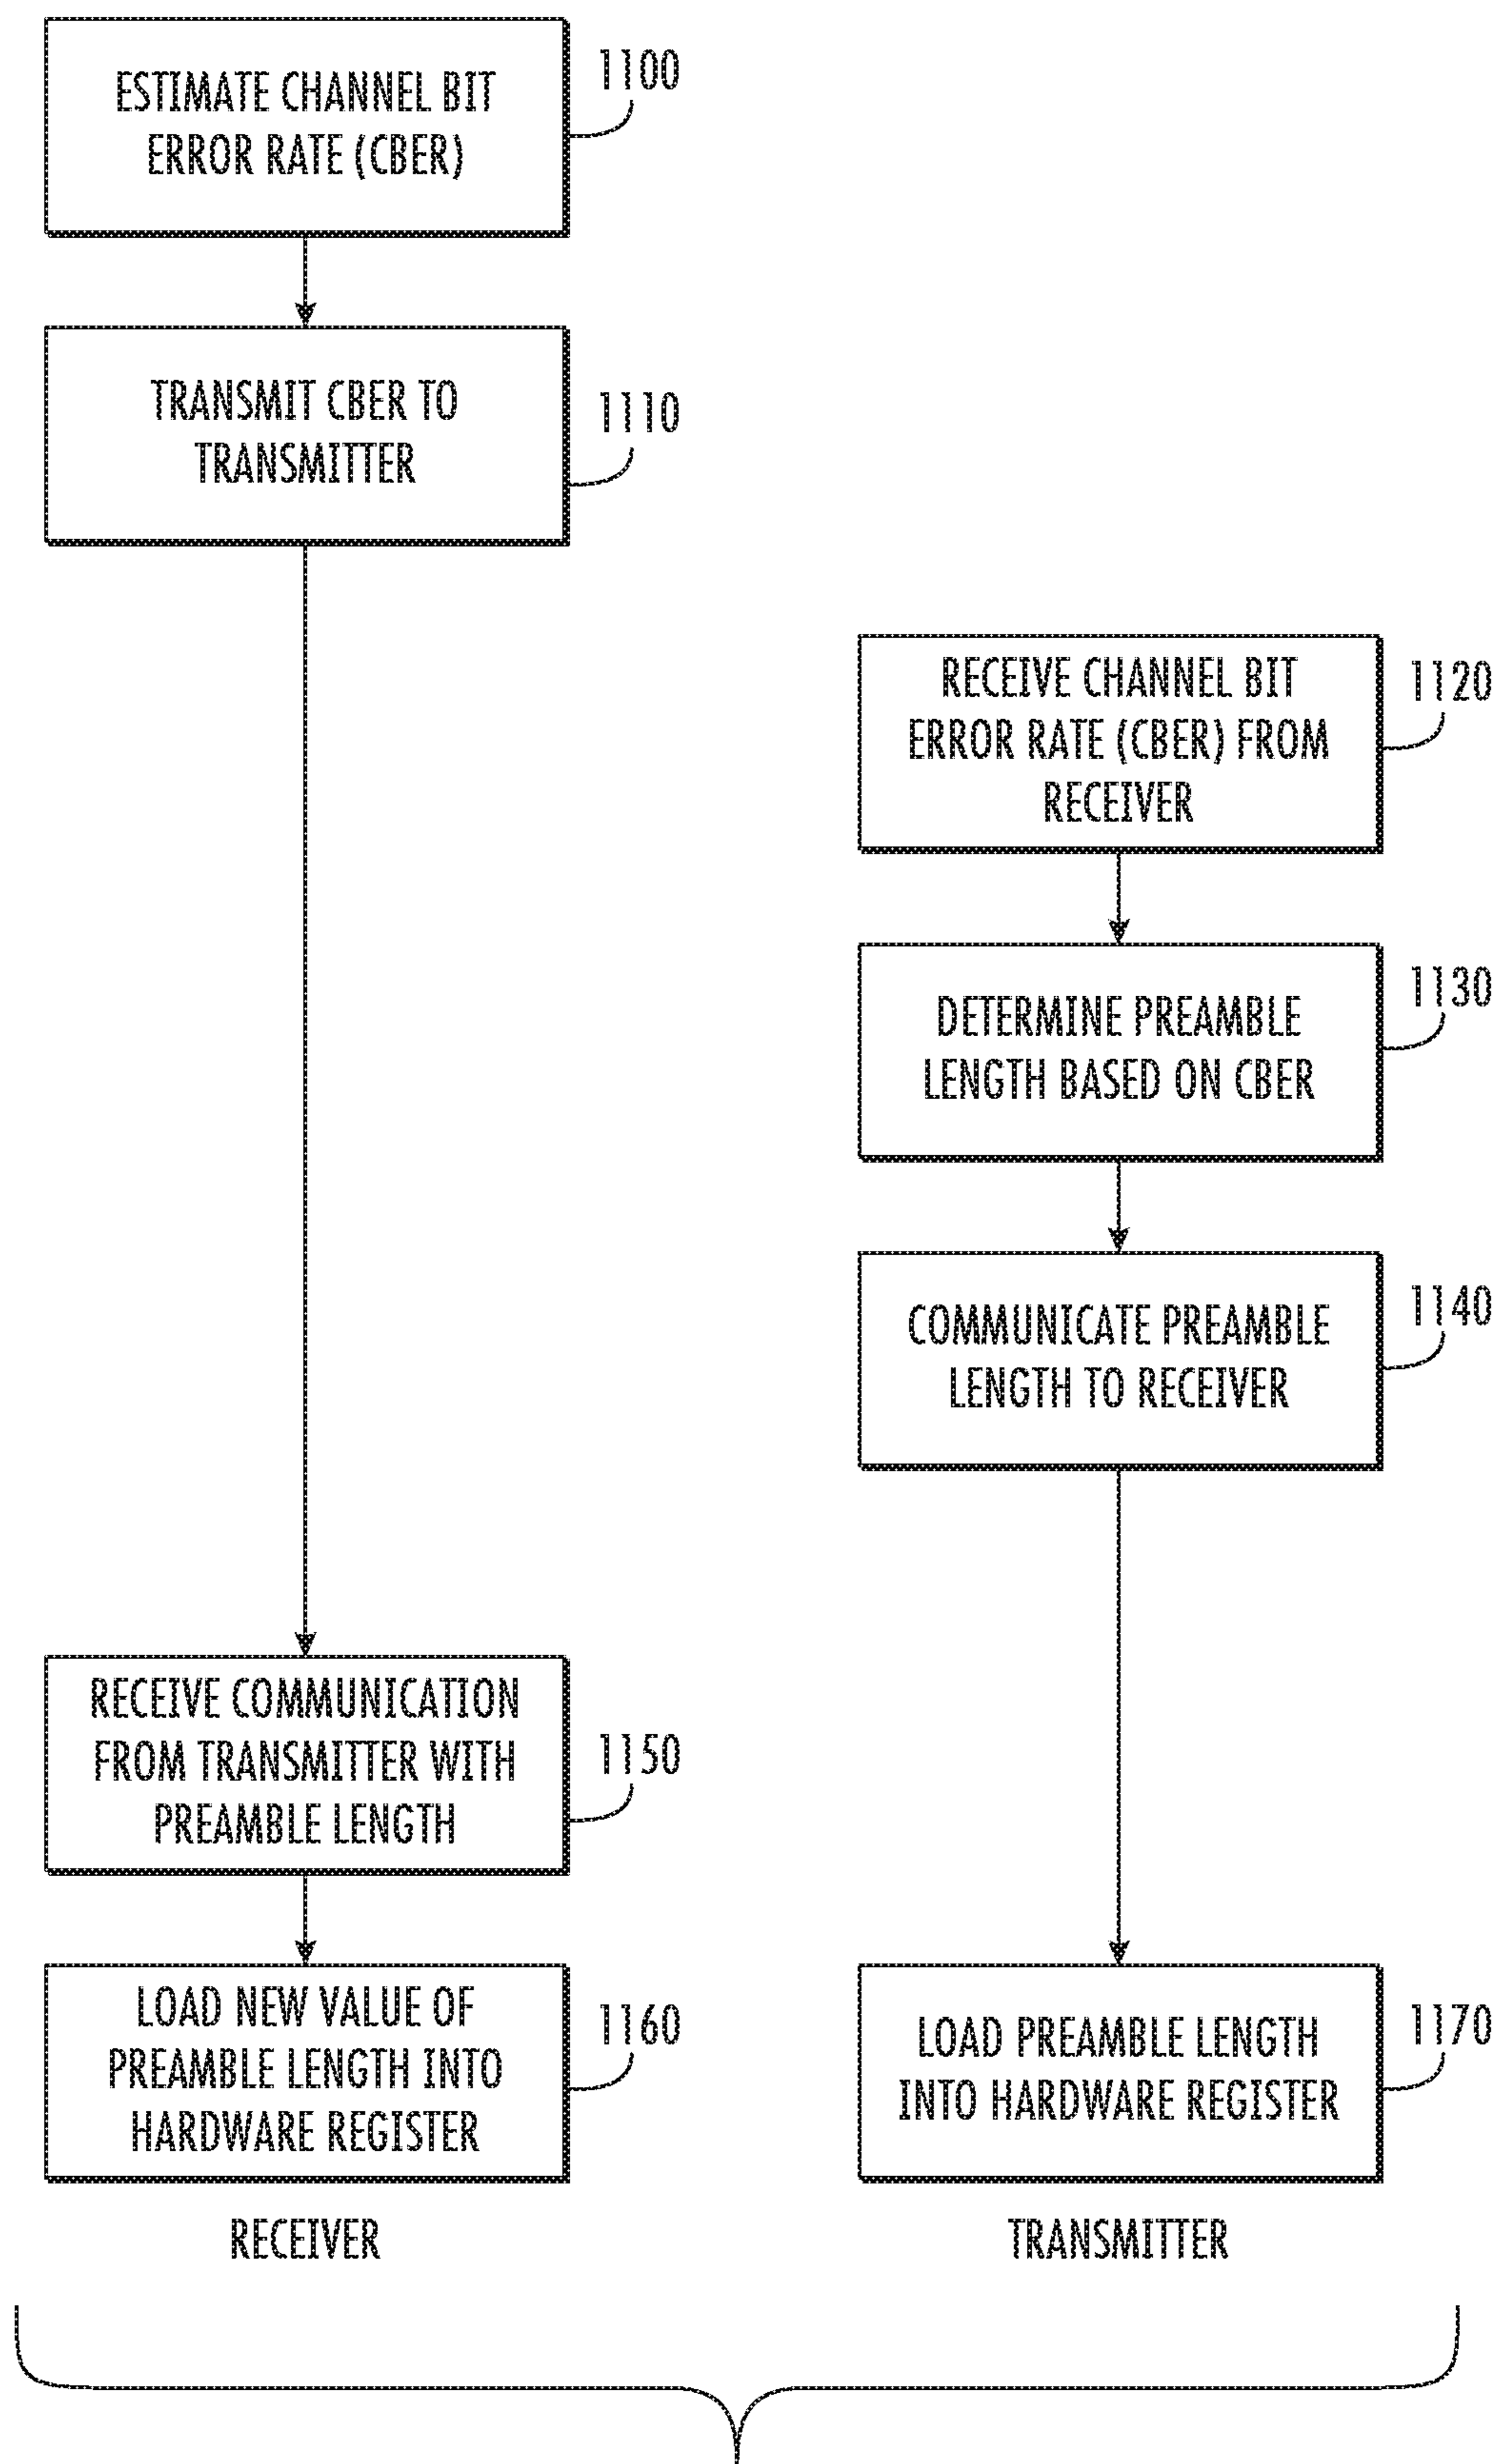 ESTIMATE CHANNEL BIT
ERROR RATE (CBER)
1100
TRANSMIT CBER TO
TRANSMITTER
1110
RECEIVE CHANNEL BIT
ERROR RATE (CBER) FROM
RECEIVER
1120
DETERMINE PREAMBLE
LENGTH BASED ON CBER
1130
COMMUNICATE PREAMBLE
LENGTH TO RECEIVER
1140
RECEIVE COMMUNICATION
FROM TRANSMITTER WITH
PREAMBLE LENGTH
1150
LOAD NEW VALUE OF
PREAMBLE LENGTH INTO
HARDWARE REGISTER
1160
LOAD PREAMBLE LENGTH
INTO HARDWARE REGISTER
1170
RECEIVER
TRANSMITTER